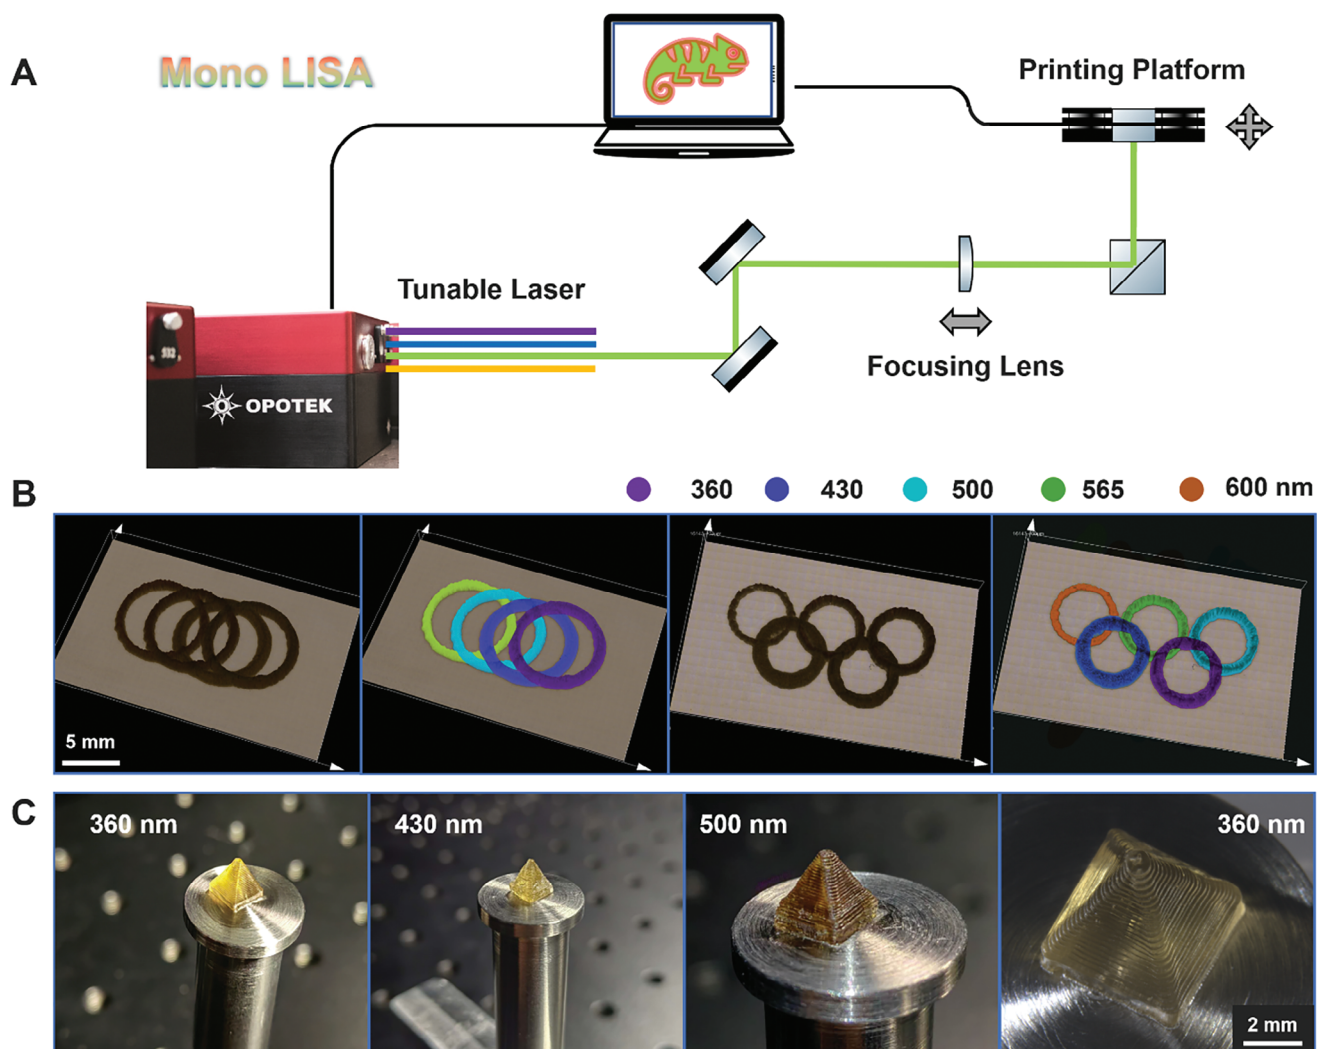 A
Mono LISA
Printing Platform
Tunable Laser
Focusing Lens
532
OPOTEK
B
360 430 500 565 600 nm
5 mm
C
360 nm 430 nm 500 nm 360 nm
2 mm